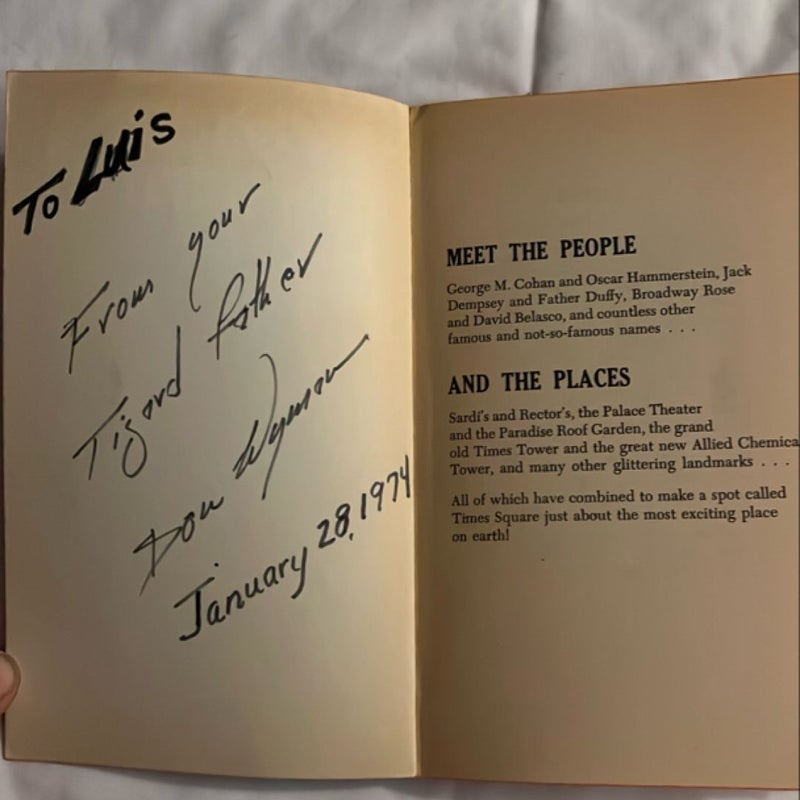 To Luis
From your
Tigard father
Don Wyman
January 28, 1974
MEET THE PEOPLE
George M. Cohan and Oscar Hammerstein, Jack
Dempsey and Father Duffy, Broadway Rose
and David Belasco, and countless other
famous and not-so-famous names . . .
AND THE PLACES
Sardi's and Rector's, the Palace Theater
and the Paradise Roof Garden, the grand
old Times Tower and the great new Allied Chemica
Tower, and many other glittering landmarks . . .
All of which have combined to make a spot called
Times Square just about the most exciting place
on earth!